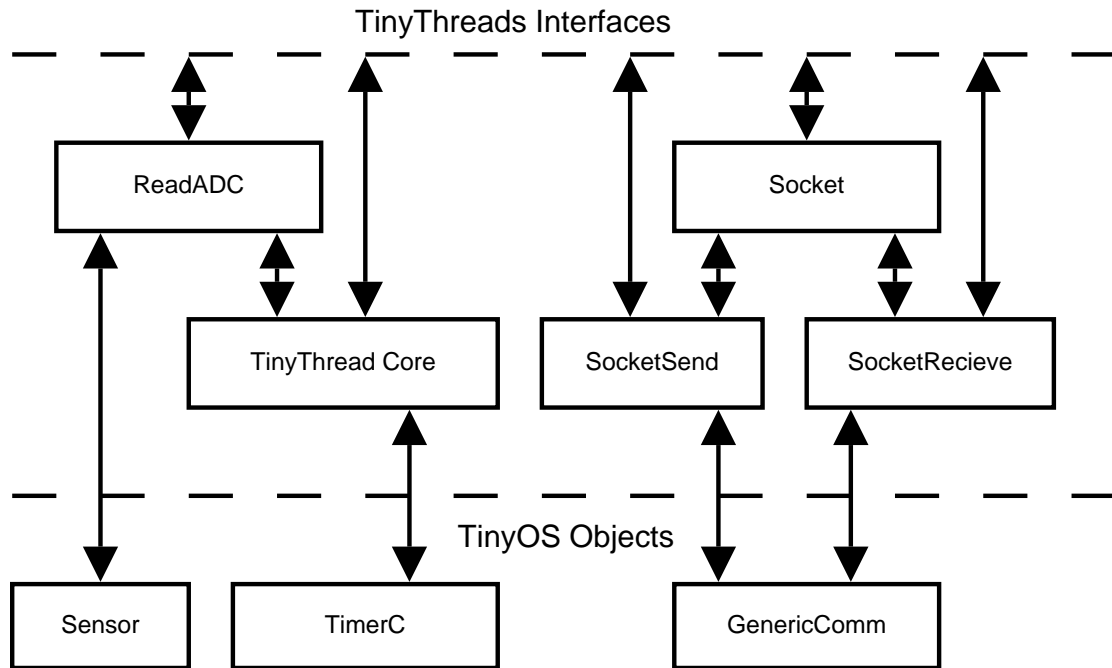 TinyThreads Interfaces
ReadADC
Socket
TinyThread Core
SocketSend
SocketRecieve
TinyOS Objects
Sensor
TimerC
GenericComm